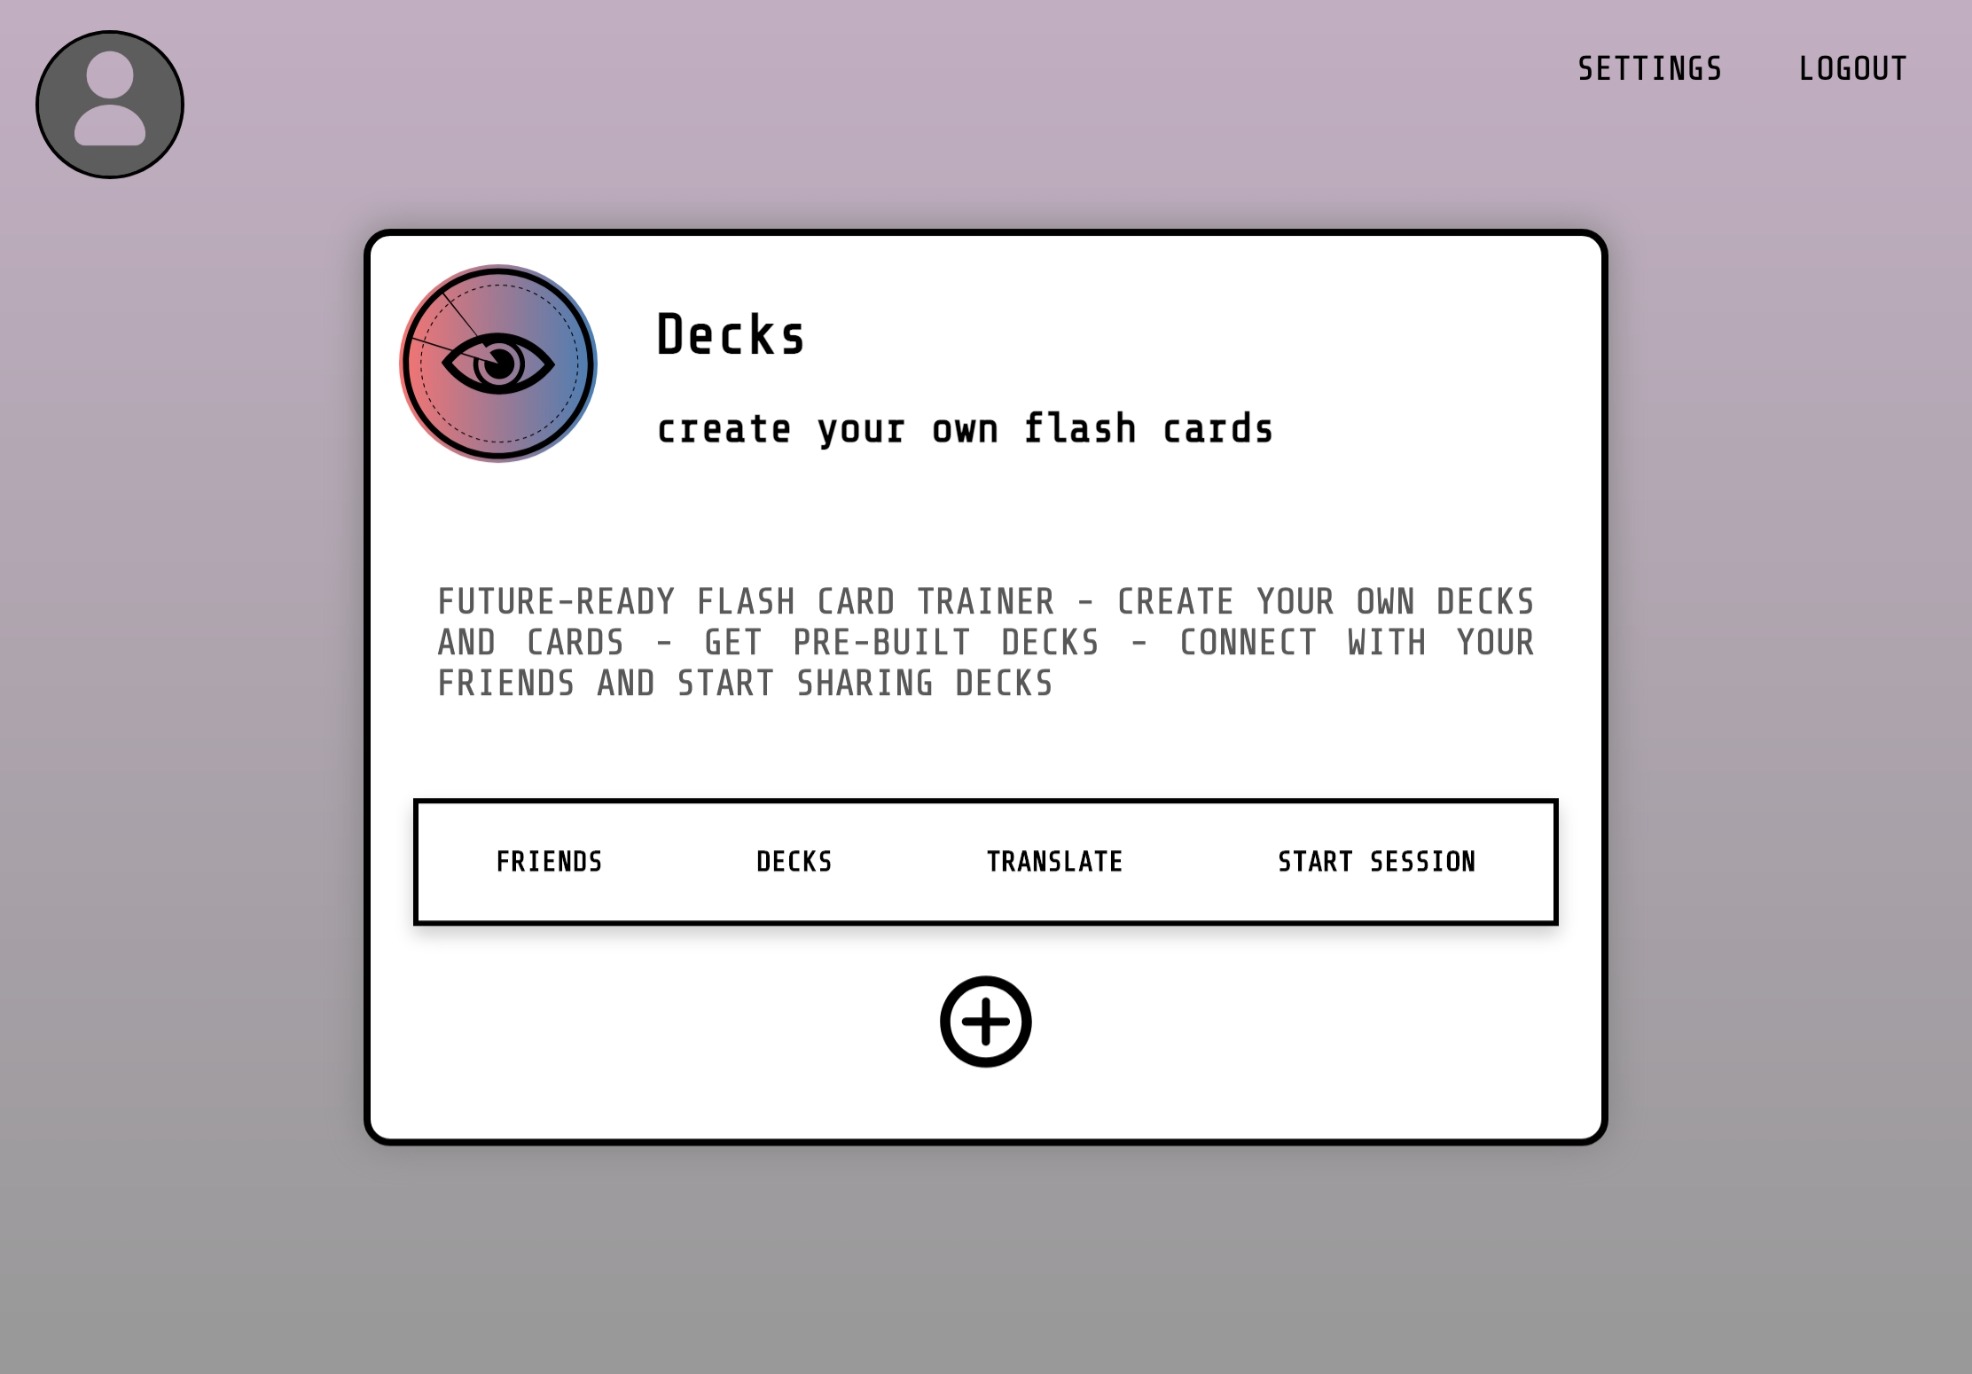 SETTINGS LOGOUT
Decks
create your own flash cards
FUTURE-READY FLASH CARD TRAINER - CREATE YOUR OWN DECKS
AND CARDS - GET PRE-BUILT DECKS - CONNECT WITH YOUR
FRIENDS AND START SHARING DECKS
FRIENDS DECKS TRANSLATE START SESSION